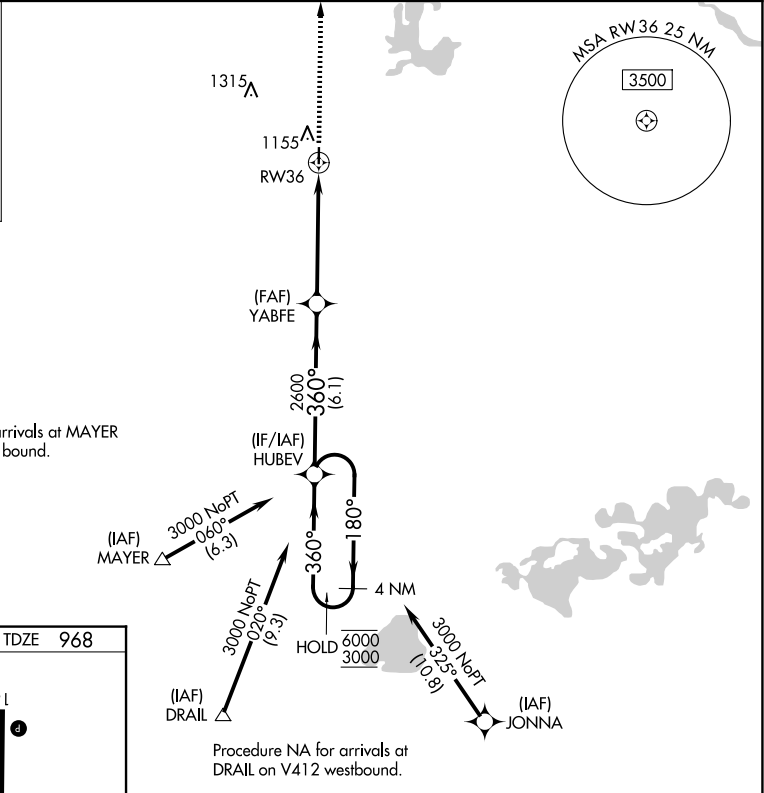 MSA RW36 25 NM
3500
1315
1155
RW36
(FAF)
YABFE
2600
360°
(6.1)
rrivals at MAYER
bound.
(IF/IAF)
HUBEV
3000 NoPT
060°
(6.3)
(IAF)
MAYER
360°
180°
4 NM
3000 NoPT
020°
(9.3)
HOLD
6000
3000
3000 NoPT
325°
(10.8)
TDZE 968
(IAF)
DRAIL
(IAF)
JONNA
P
Procedure NA for arrivals at
DRAIL on V412 westbound.